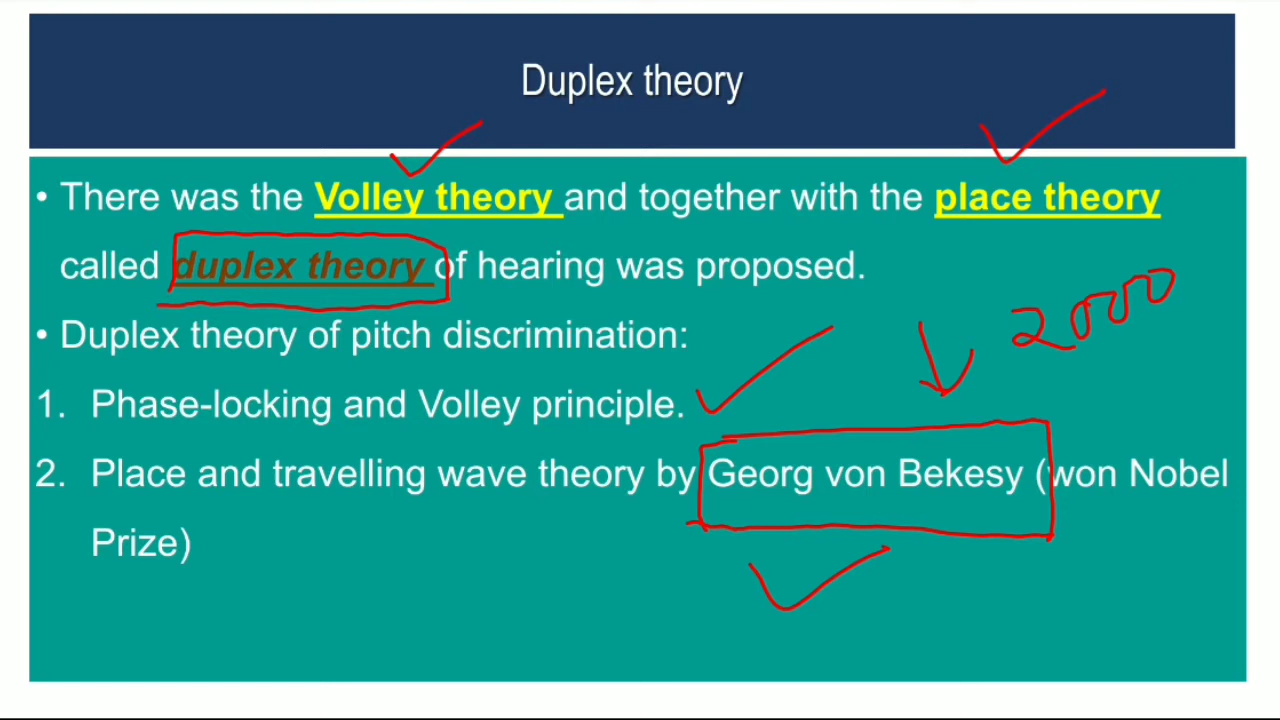 Duplex theory
• There was the Volley theory and together with the place theory
called duplex theory of hearing was proposed.
2000
• Duplex theory of pitch discrimination:
1. Phase-locking and Volley principle.
2. Place and travelling wave theory by Georg von Bekesy (won Nobel
Prize)